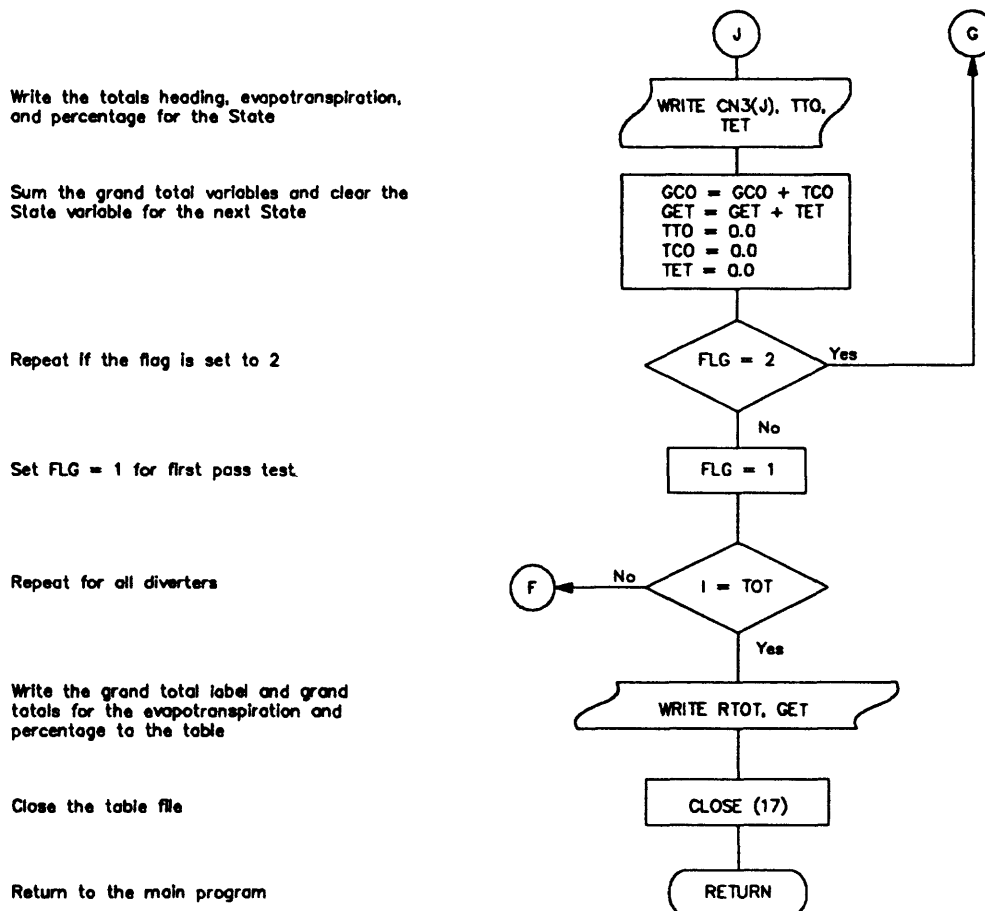 J
G
Write the totals heading, evapotranspiration,
and percentage for the State
WRITE CN3(J), TTO,
TET
Sum the grand total variables and clear the
State variable for the next State
GCO = GCO + TCO
GET = GET + TET
TTO = 0.0
TCO = 0.0
TET = 0.0
Repeat if the flag is set to 2
FLG = 2
Yes
No
Set FLG = 1 for first pass test.
FLG = 1
Repeat for all diverters
F
No
I = TOT
Yes
Write the grand total label and grand
totals for the evapotranspiration and
percentage to the table
WRITE RTOT, GET
Close the table file
CLOSE (17)
Return to the main program
RETURN